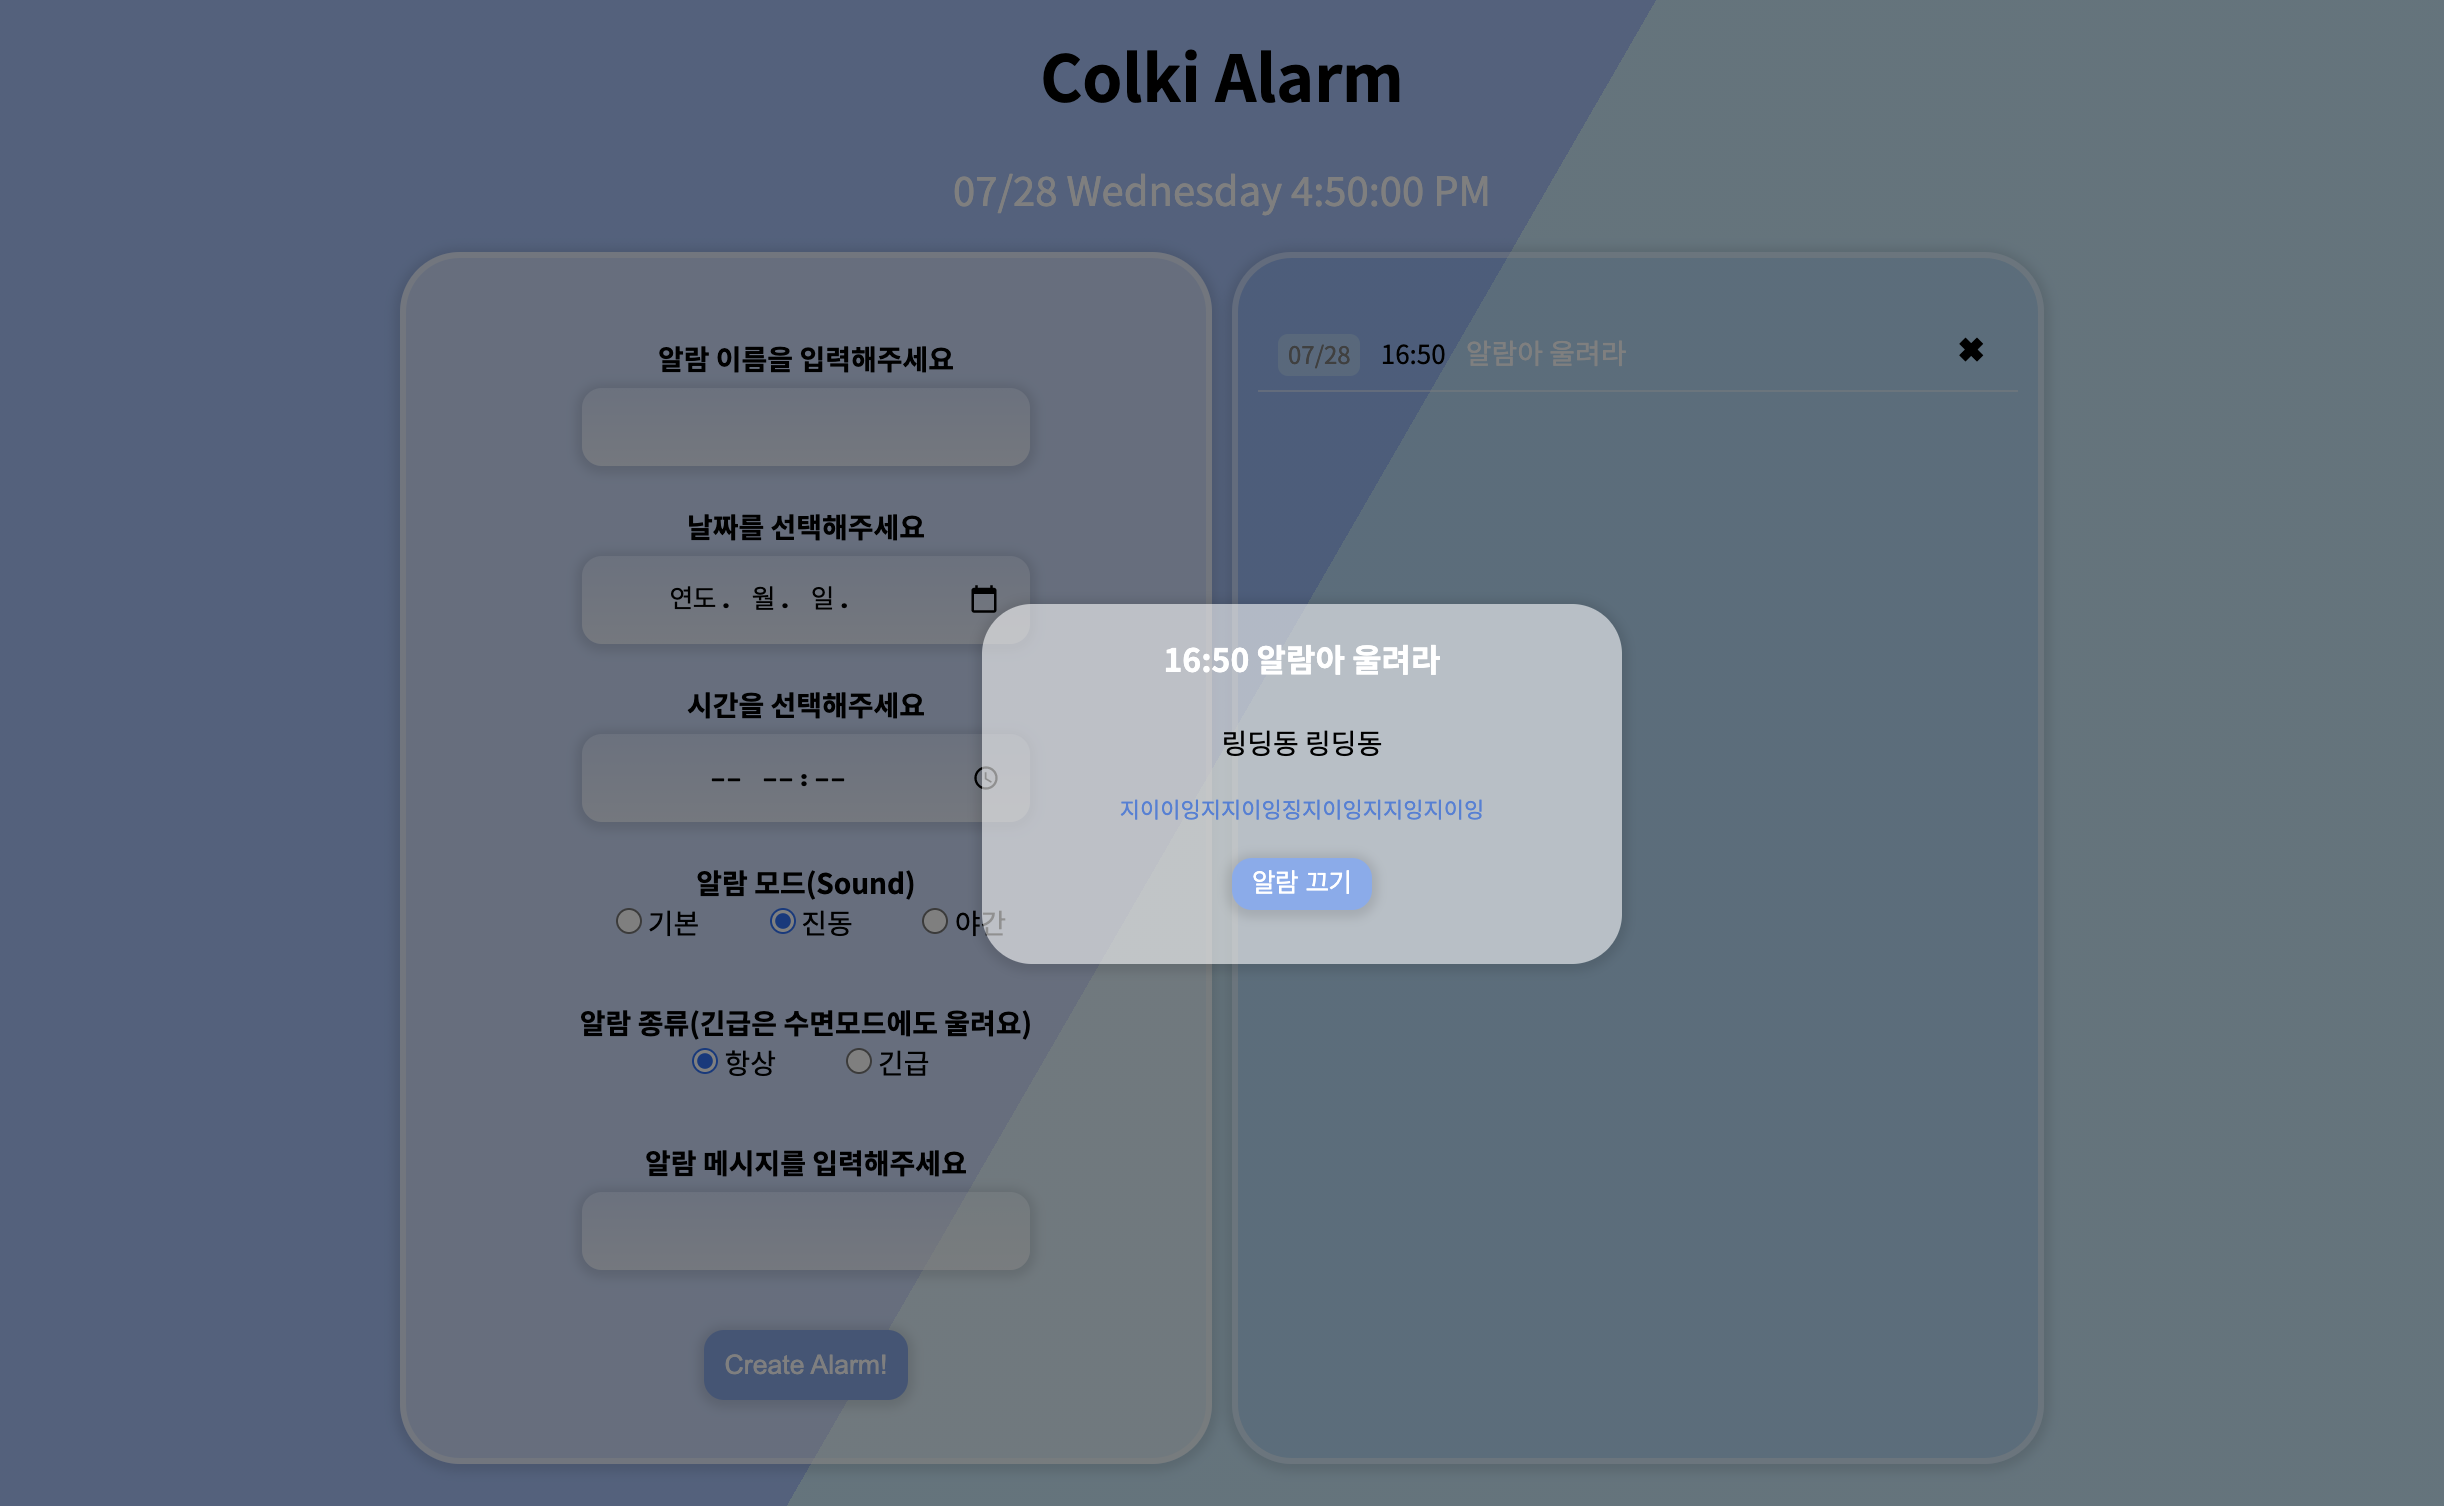 Colki Alarm
07/28 Wednesday 4:50:00 PM
알람 이름을 입력해주세요
날짜를 선택해주세요
연도. 월. 일.
시간을 선택해주세요
-- --:--
알람 모드(Sound)
기본 진동 야간
알람 종류(긴급은 수면모드에도 울려요)
항상 긴급
알람 메시지를 입력해주세요
Create Alarm!
07/28 16:50 알람아 울려라 ✖
16:50 알람아 울려라
링딩동 링딩동
지이이잉지지이잉징지이잉지지잉지이잉
알람 끄기